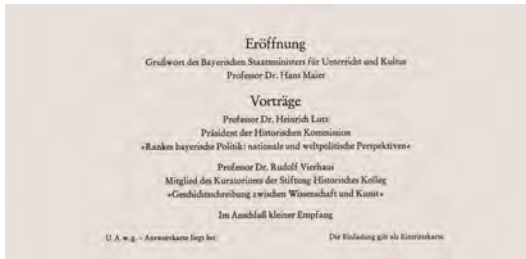 Eröffnung
Grußwort des Bayerischen Staatsministers für Unterricht und Kultus
Professor Dr. Hans Maier
Vorträge
Professor Dr. Heinrich Lutz
Präsident der Historischen Kommission
»Rankes bayerische Politik: nationale und weltpolitische Perspektiven«
Professor Dr. Rudolf Vierhaus
Mitglied des Kuratoriums der Stiftung Historisches Kolleg
»Geschichtsschreibung zwischen Wissenschaft und Kunst«
Im Anschluß kleiner Empfang
U. A. w. g. – Antwortkarte liegt bei
Die Einladung gilt als Eintrittskarte